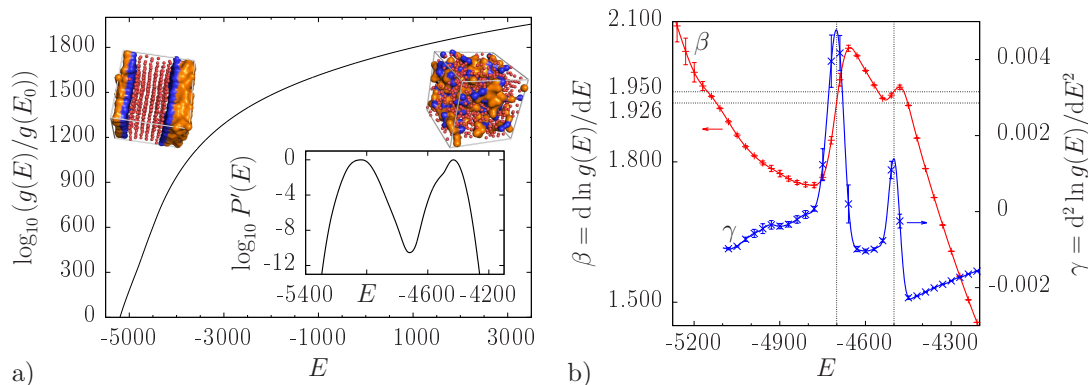 log₁₀(g(E)/g(E₀))
1800
1500
1200
900
600
300
0
-5000 -3000 -1000 1000 3000
E
log₁₀ P′(E)
0
-4
-8
-12
-5400 E -4600 -4200
a)
β = d ln g(E)/dE
2.100
1.950
1.926
1.800
1.500
β
γ
-5200 -4900 -4600 -4300
E
0.004
0.002
0
-0.002
γ = d² ln g(E)/dE²
b)